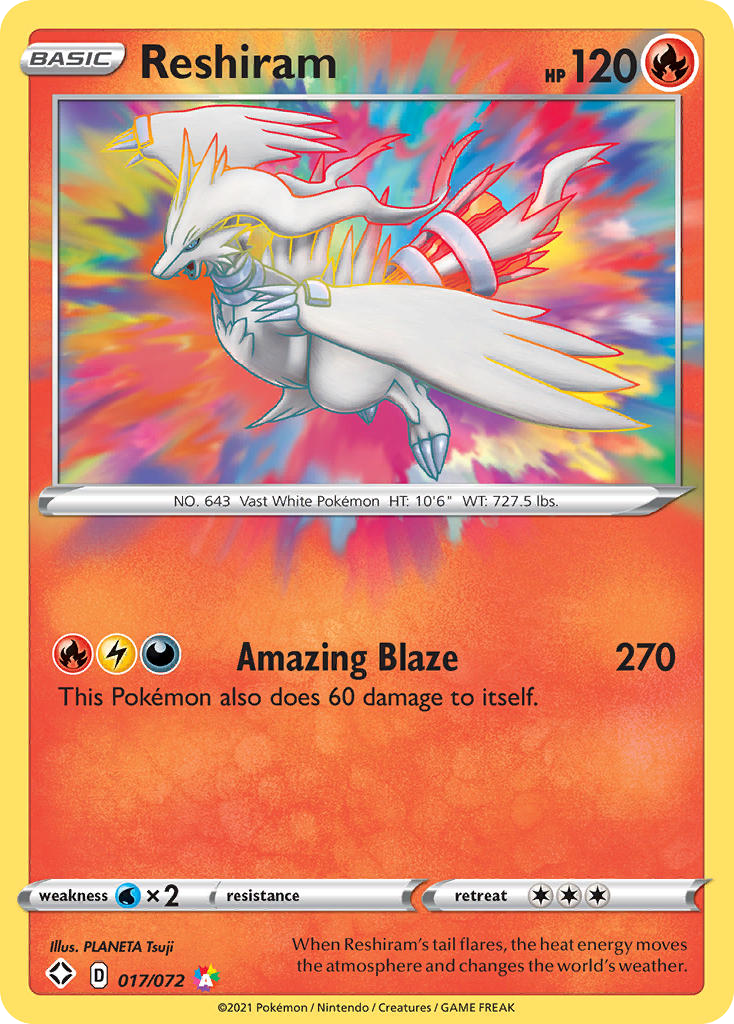 BASIC
Reshiram
HP 120
NO. 643 Vast White Pokémon HT: 10'6" WT: 727.5 lbs.
Amazing Blaze 270
This Pokémon also does 60 damage to itself.
weakness ×2 resistance retreat
Illus. PLANETA Tsuji
When Reshiram's tail flares, the heat energy moves
the atmosphere and changes the world's weather.
D 017/072 A
©2021 Pokémon / Nintendo / Creatures / GAME FREAK